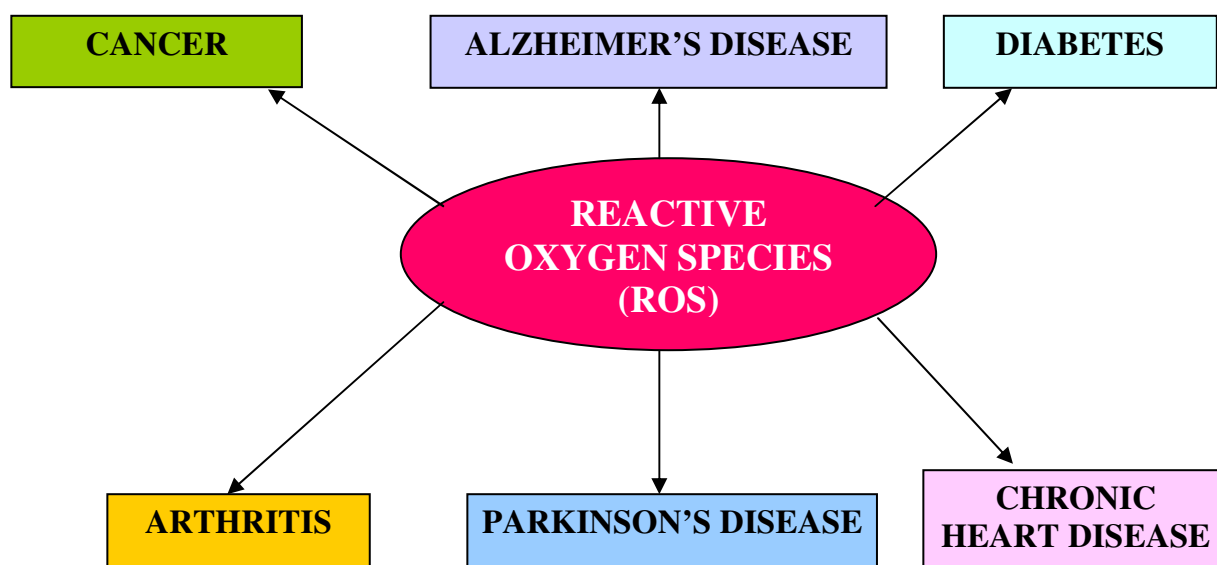 CANCER
ALZHEIMER’S DISEASE
DIABETES
REACTIVE
OXYGEN SPECIES
(ROS)
ARTHRITIS
PARKINSON’S DISEASE
CHRONIC
HEART DISEASE